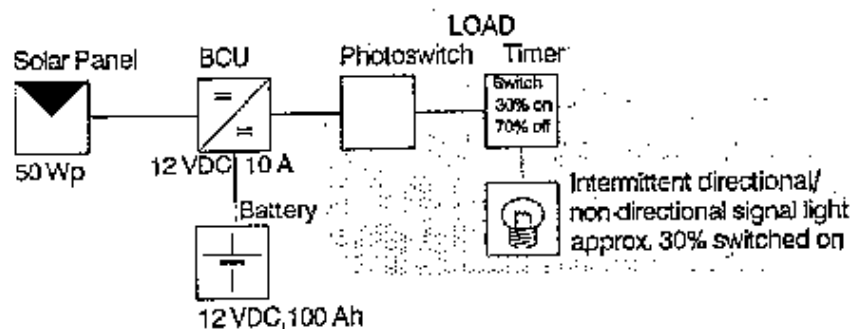 LOAD
Solar Panel
BCU
Photoswitch
Timer
Switch
30% on
70% off
50 Wp
12 VDC, 10 A
Battery
Intermittent directional/
non-directional signal light
approx. 30% switched on
12 VDC, 100 Ah